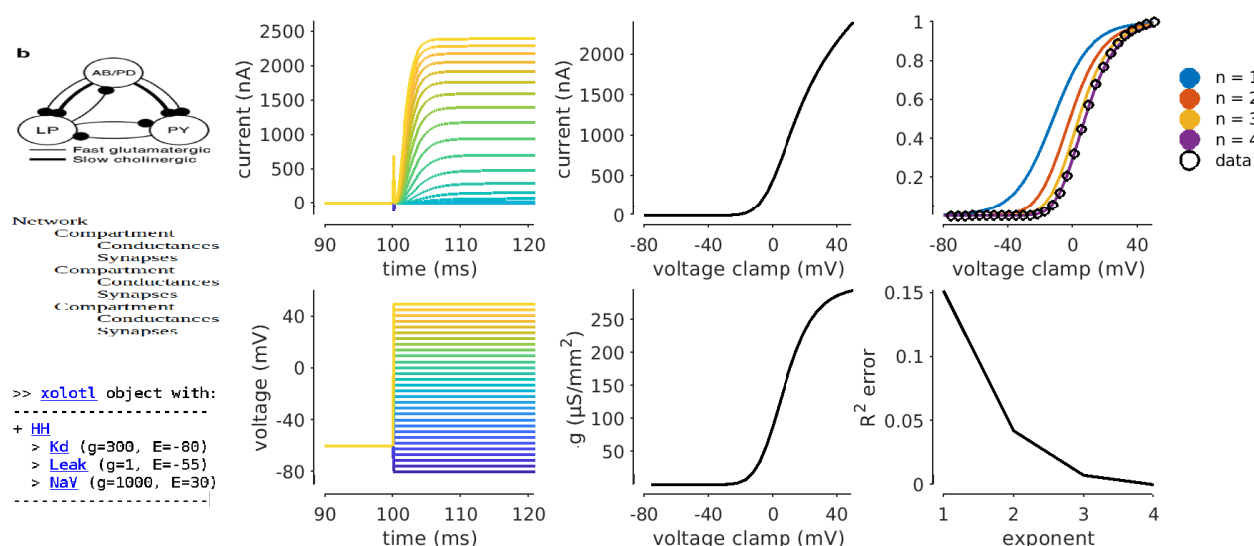 b
AB/PD
LP
PY
Fast glutamatergic
Slow cholinergic
Network
Compartment
Conductances
Synapses
Compartment
Conductances
Synapses
Compartment
Conductances
Synapses
>> xolotl object with:
---------------------
+ HH
> Kd (g=300, E=-80)
> Leak (g=1, E=-55)
> NaV (g=1000, E=30)
---------------------
current (nA)
2500
2000
1500
1000
500
0
90 100 110 120
time (ms)
current (nA)
2000
1500
1000
500
0
-80 -40 0 40
voltage clamp (mV)
1
0.8
0.6
0.4
0.2
-80 -40 0 40
voltage clamp (mV)
n = 1
n = 2
n = 3
n = 4
data
voltage (mV)
40
0
-40
-80
90 100 110 120
time (ms)
g (μS/mm²)
250
200
150
100
50
0
-80 -40 0 40
voltage clamp (mV)
R² error
0.15
0.1
0.05
0
1 2 3 4
exponent